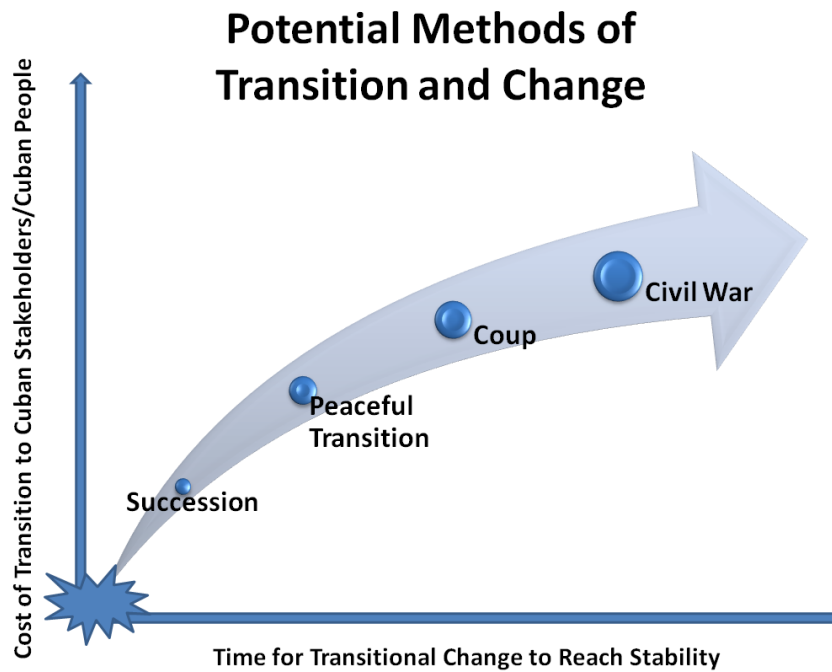 Potential Methods of
Transition and Change
Cost of Transition to Cuban Stakeholders/Cuban People
Civil War
Coup
Peaceful
Transition
Succession
Time for Transitional Change to Reach Stability